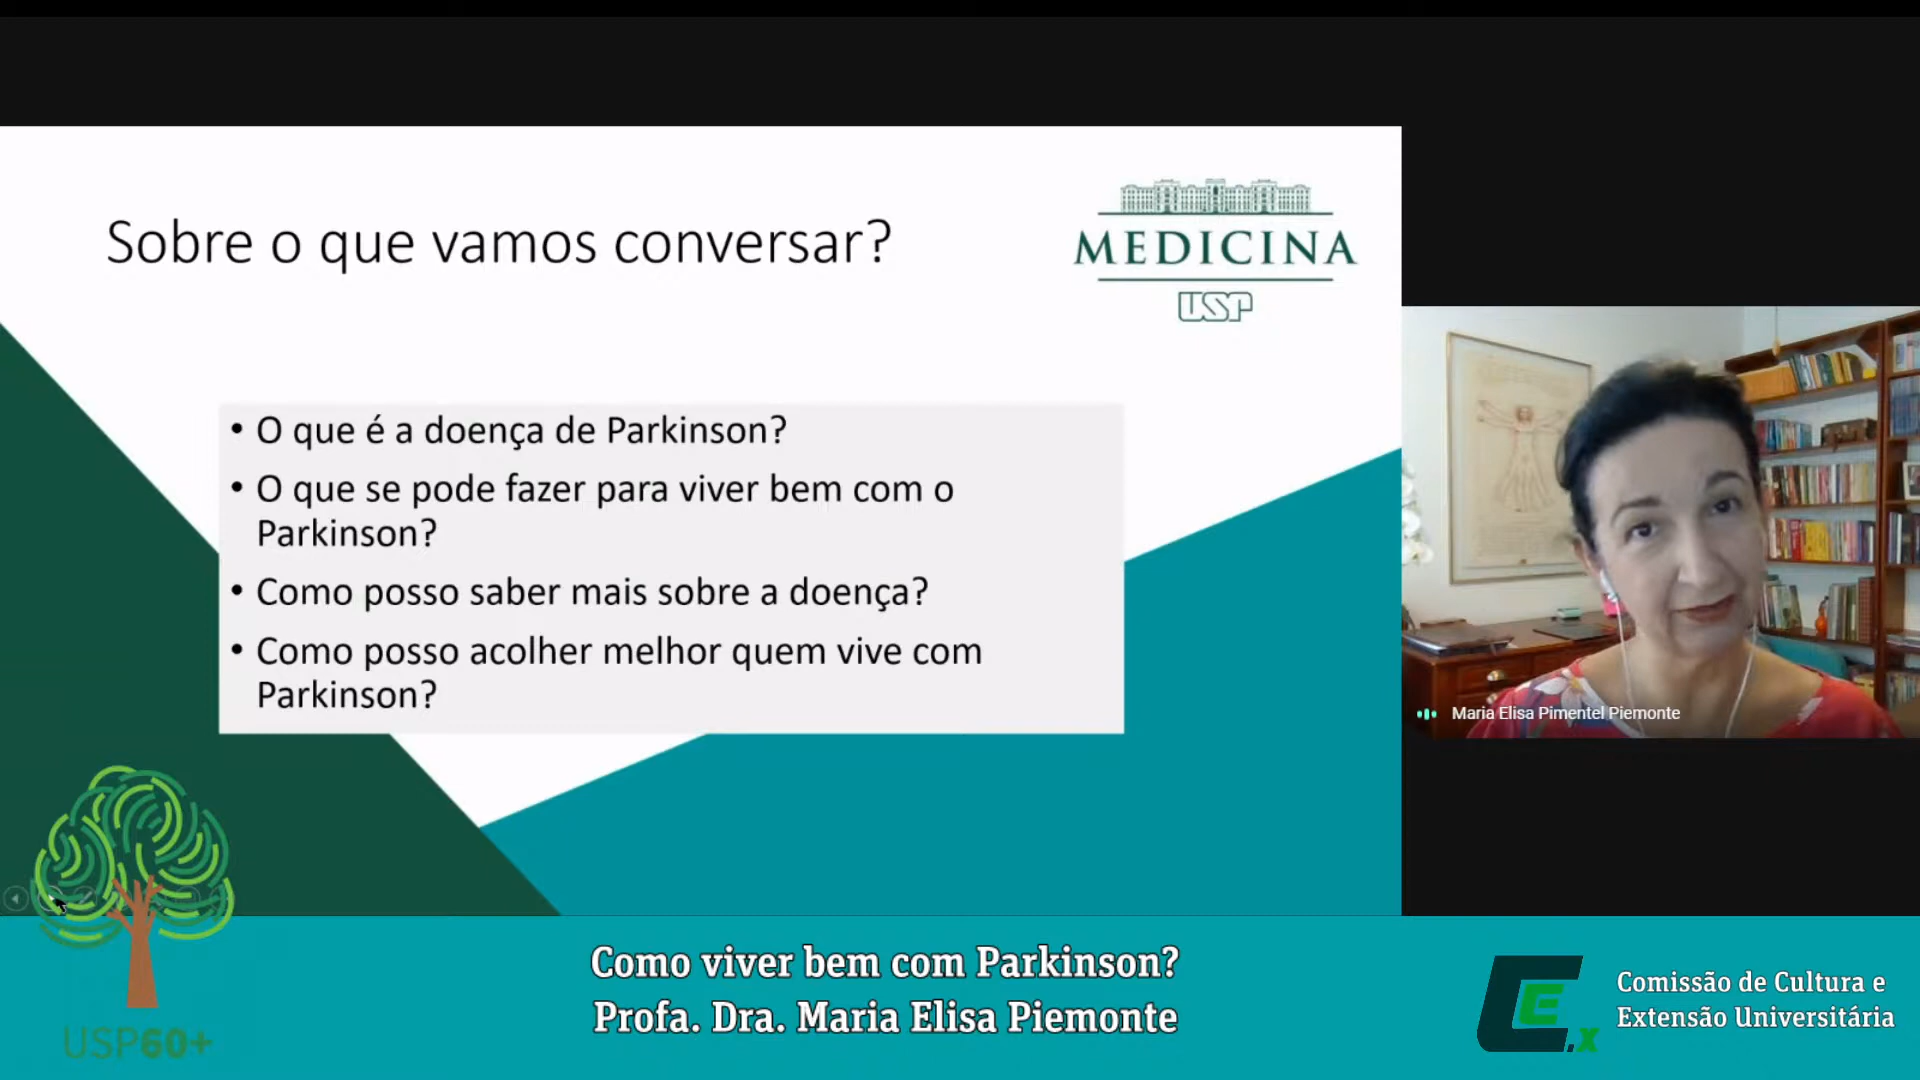 Sobre o que vamos conversar?
MEDICINA
USP
• O que é a doença de Parkinson?
• O que se pode fazer para viver bem com o
Parkinson?
• Como posso saber mais sobre a doença?
• Como posso acolher melhor quem vive com
Parkinson?
Maria Elisa Pimentel Piemonte
USP60+
Como viver bem com Parkinson?
Profa. Dra. Maria Elisa Piemonte
CEx
Comissão de Cultura e
Extensão Universitária